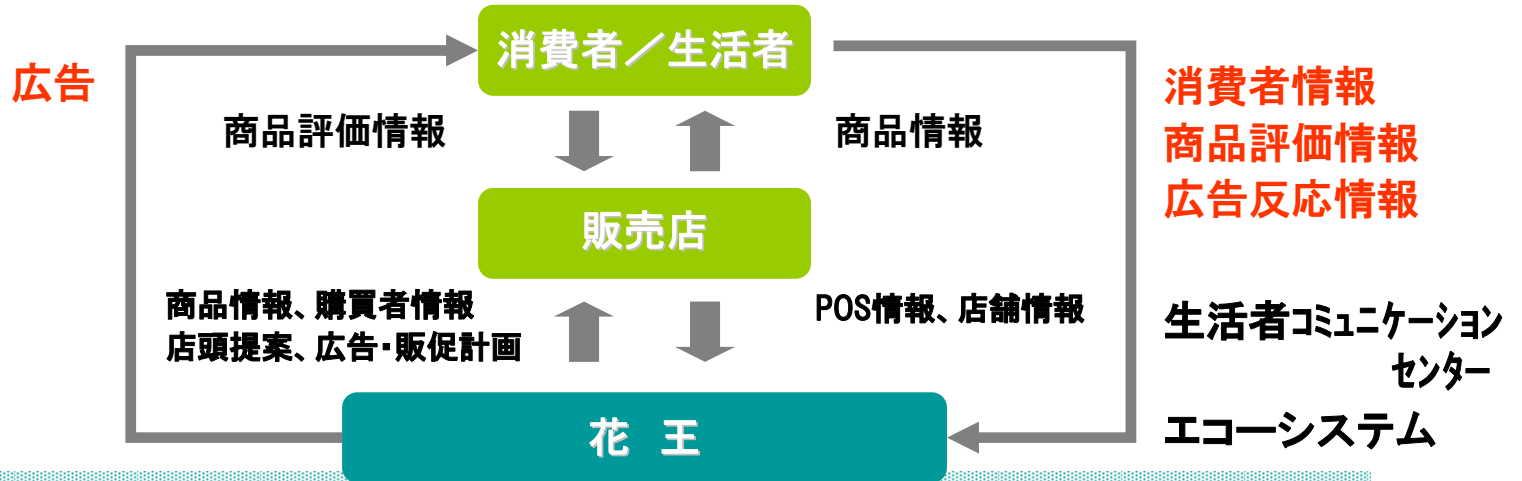 消費者／生活者
広告
消費者情報
商品評価情報
広告反応情報
商品評価情報
商品情報
販売店
商品情報、購買者情報
店頭提案、広告・販促計画
POS情報、店舗情報
生活者コミュニケーション
センター
エコーシステム
花 王